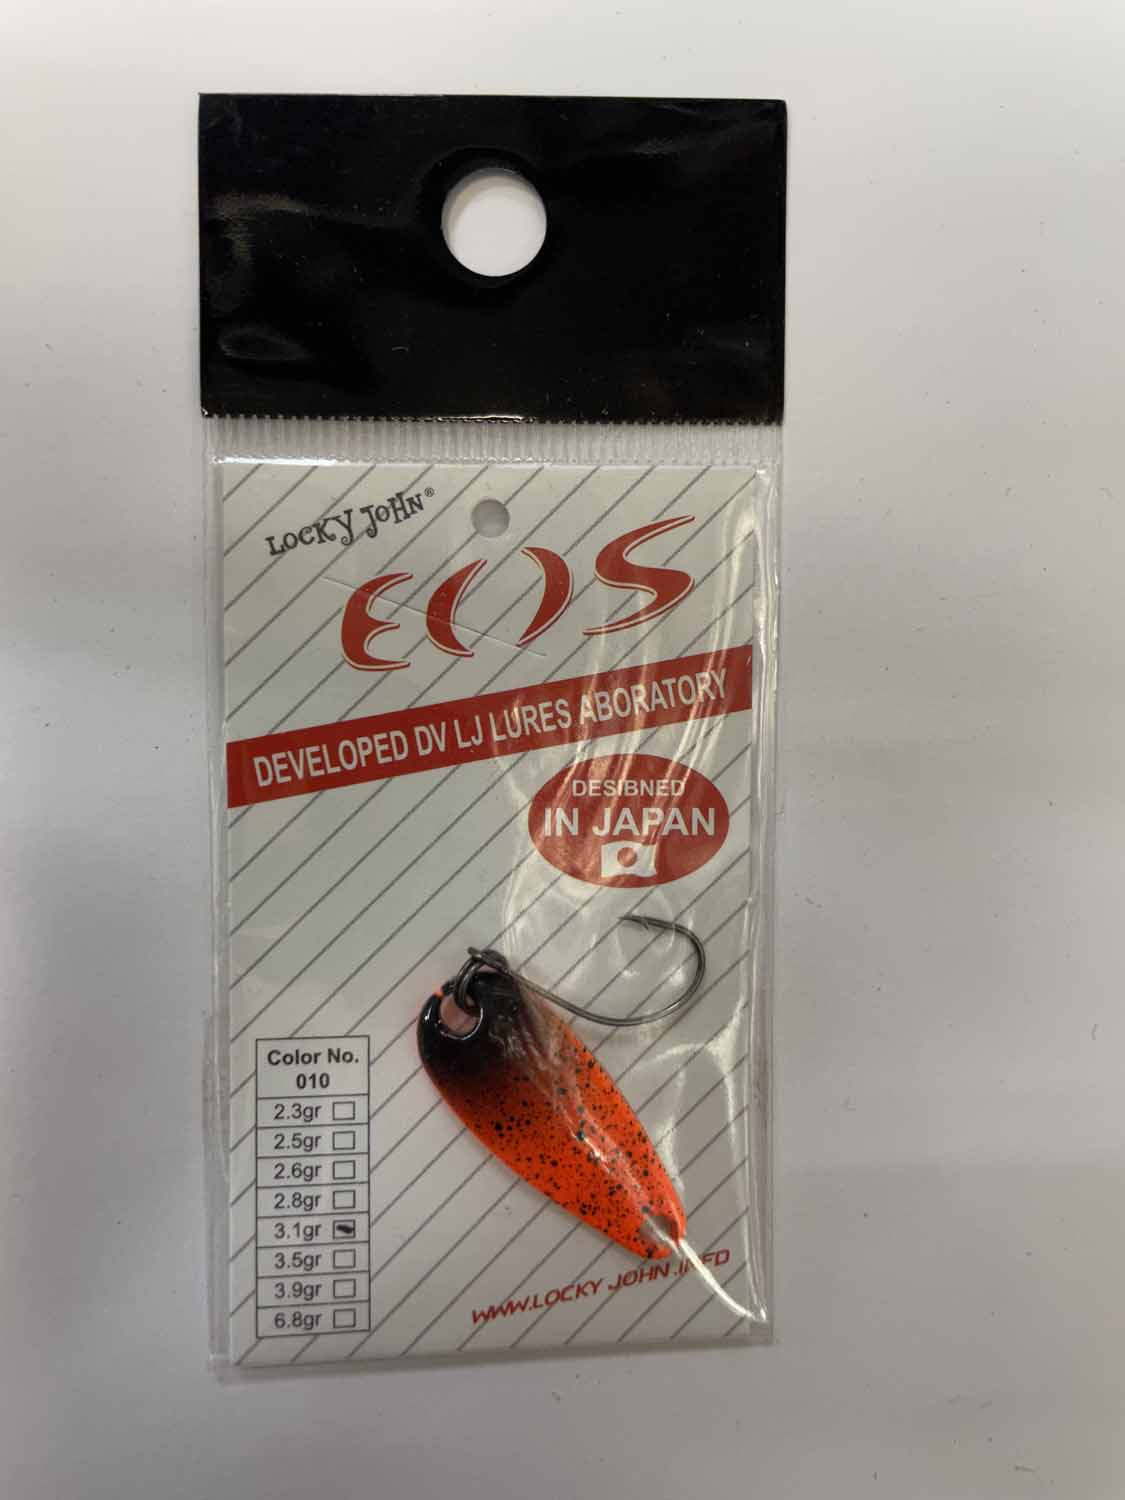 LOCKY JOHN®
EOS
DEVELOPED DV LJ LURES ABORATORY
DESIBNED
IN JAPAN
Color No.
010
2.3gr
2.5gr
2.6gr
2.8gr
3.1gr
3.5gr
3.9gr
6.8gr
WWW.LOCKY JOHN .INFO